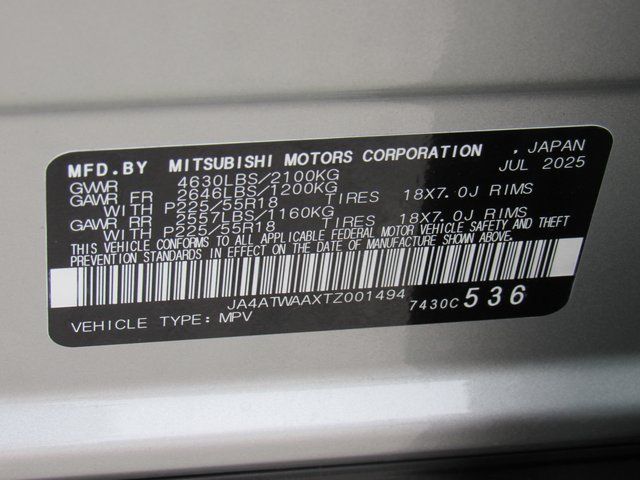 MFD.BY MITSUBISHI MOTORS CORPORATION , JAPAN
GVWR 4630LBS/2100KG JUL 2025
GAWR FR 2646LBS/1200KG
WITH P225/55R18 TIRES 18X7.0J RIMS
GAWR RR 2557LBS/1160KG
WITH P225/55R18 TIRES 18X7.0J RIMS
THIS VEHICLE CONFORMS TO ALL APPLICABLE FEDERAL MOTOR VEHICLE SAFETY AND THEFT
PREVENTION STANDARDS IN EFFECT ON THE DATE OF MANUFACTURE SHOWN ABOVE.
JA4ATWAAXTZ001494
VEHICLE TYPE: MPV 7430C 536